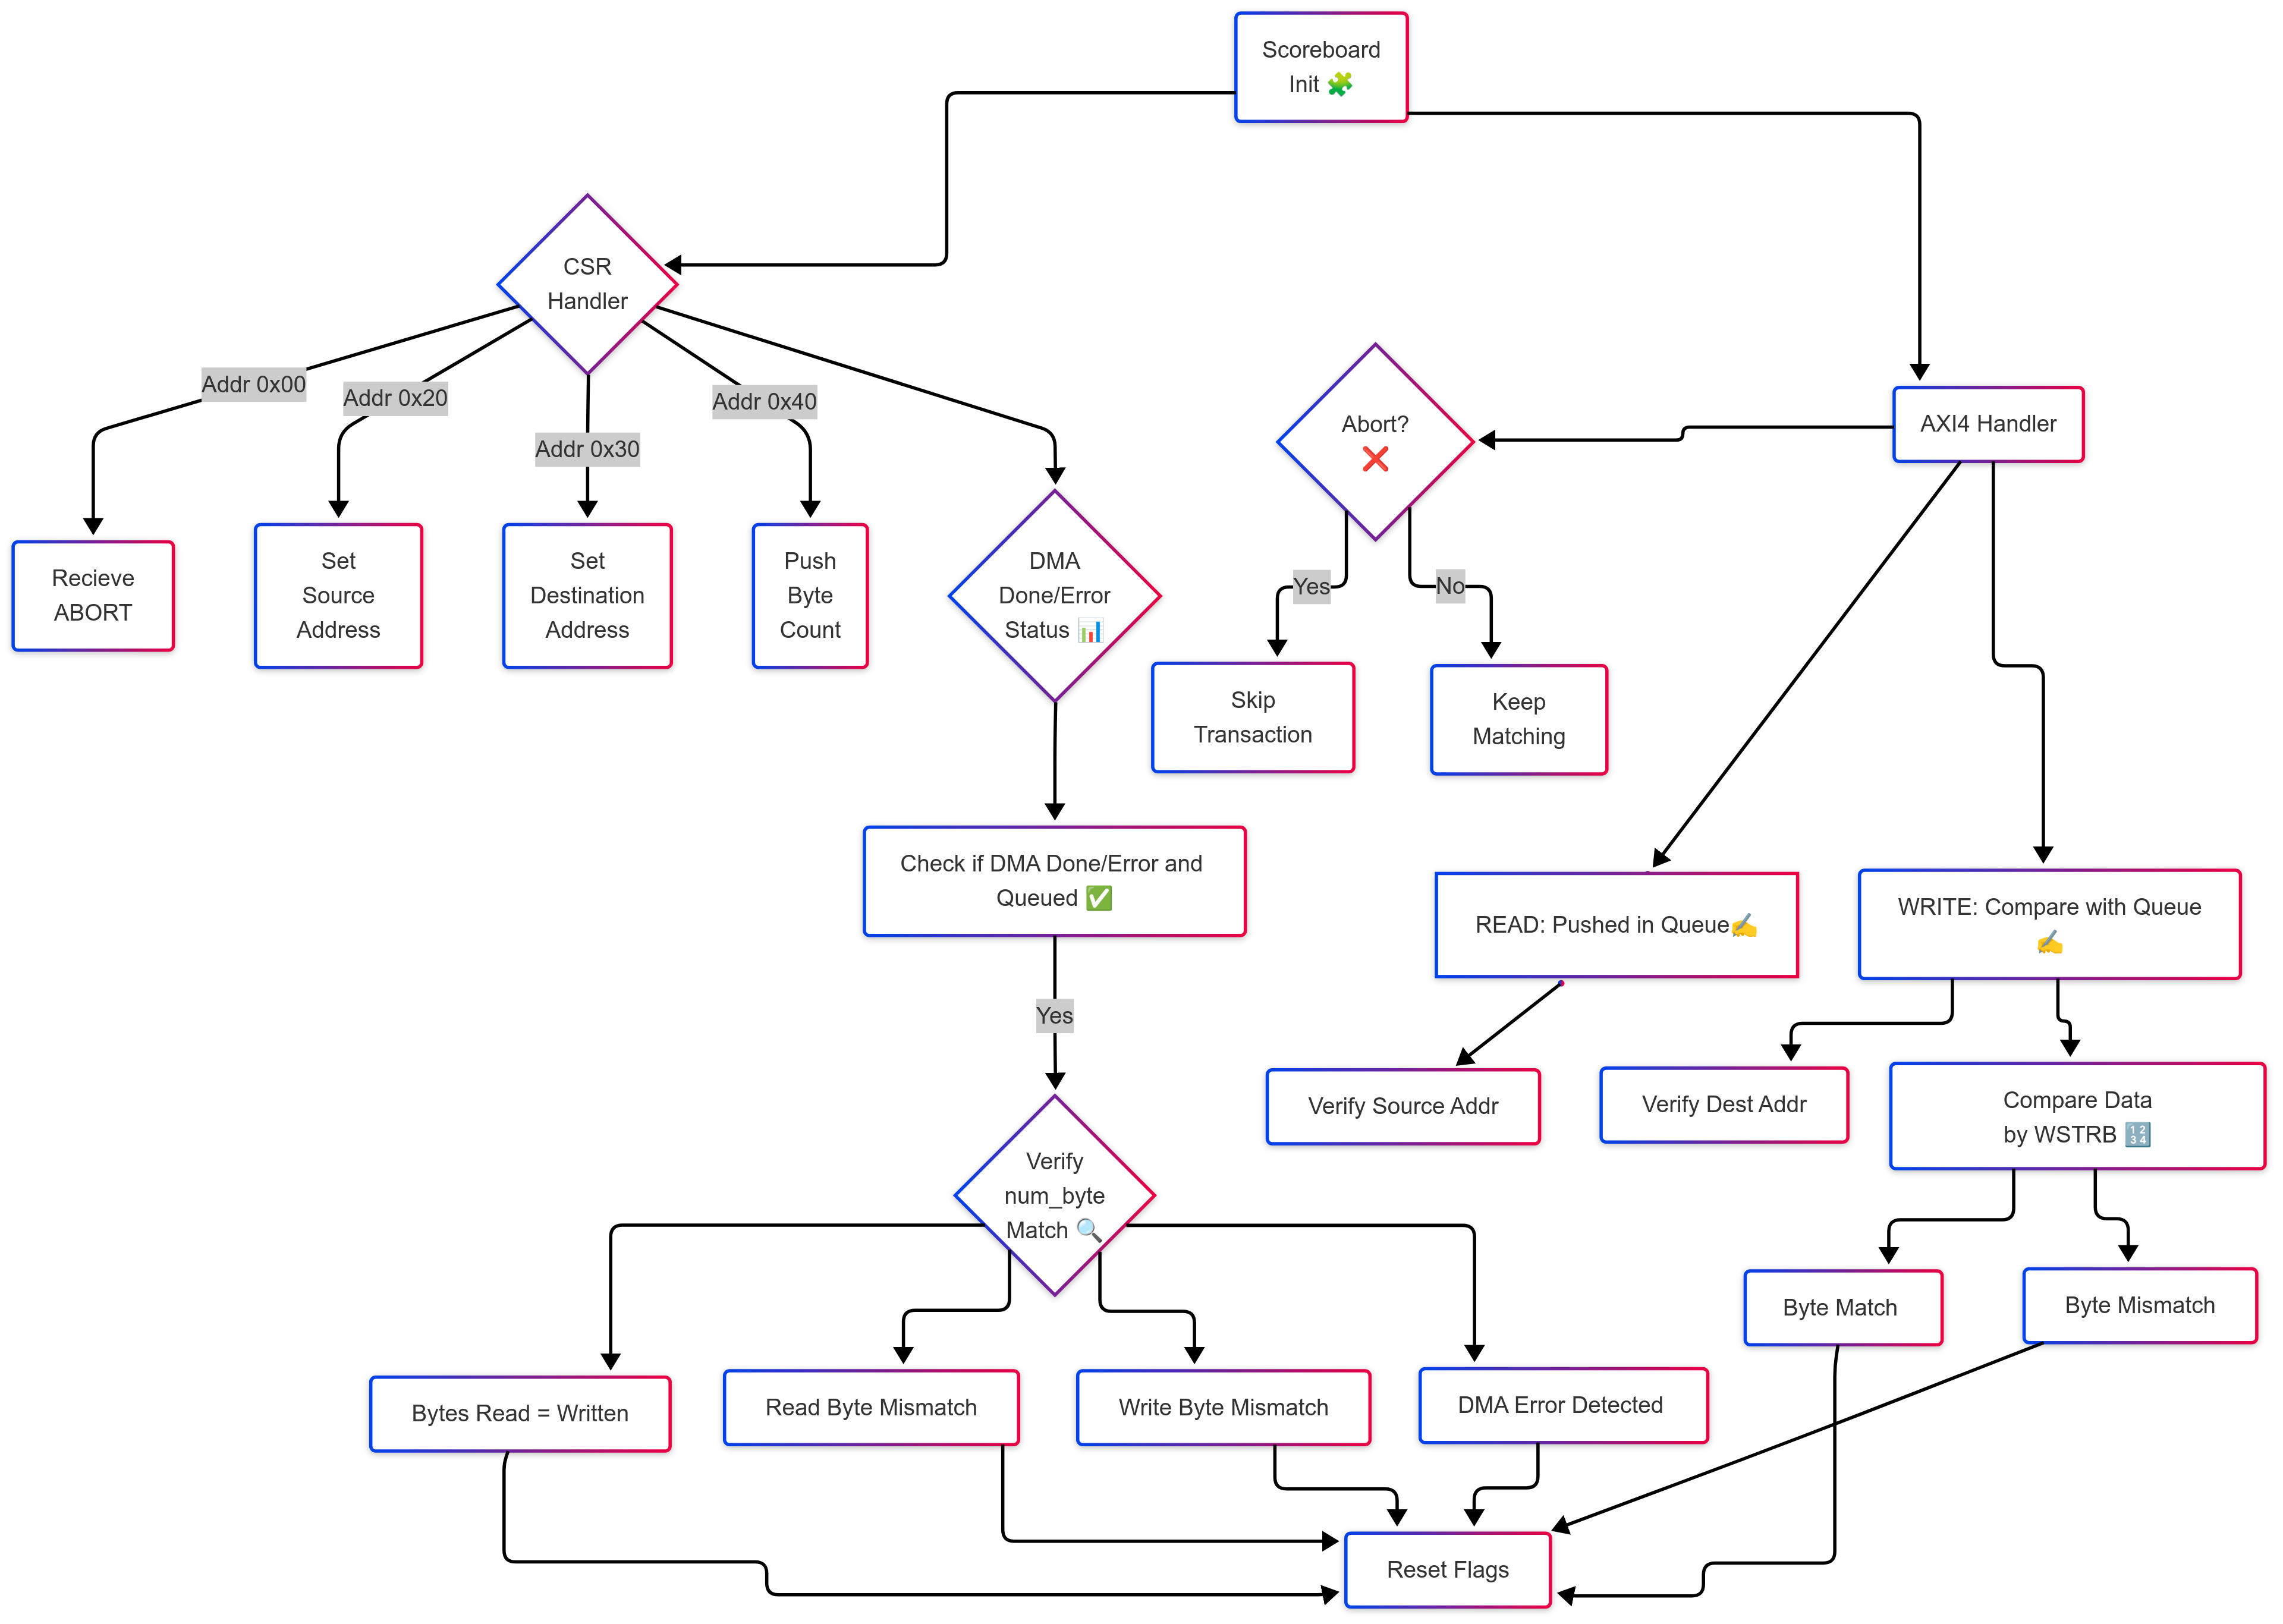 Scoreboard
Init 🧩
CSR
Handler
Addr 0x00
Addr 0x20
Addr 0x30
Addr 0x40
Abort?
❌
AXI4 Handler
Recieve
ABORT
Set
Source
Address
Set
Destination
Address
Push
Byte
Count
DMA
Done/Error
Status 📊
Yes
No
Skip
Transaction
Keep
Matching
Check if DMA Done/Error and
Queued ✅
READ: Pushed in Queue✍
WRITE: Compare with Queue
✍
Yes
Verify Source Addr
Verify Dest Addr
Compare Data
by WSTRB 🔢
Verify
num_byte
Match 🔍
Byte Match
Byte Mismatch
Bytes Read = Written
Read Byte Mismatch
Write Byte Mismatch
DMA Error Detected
Reset Flags